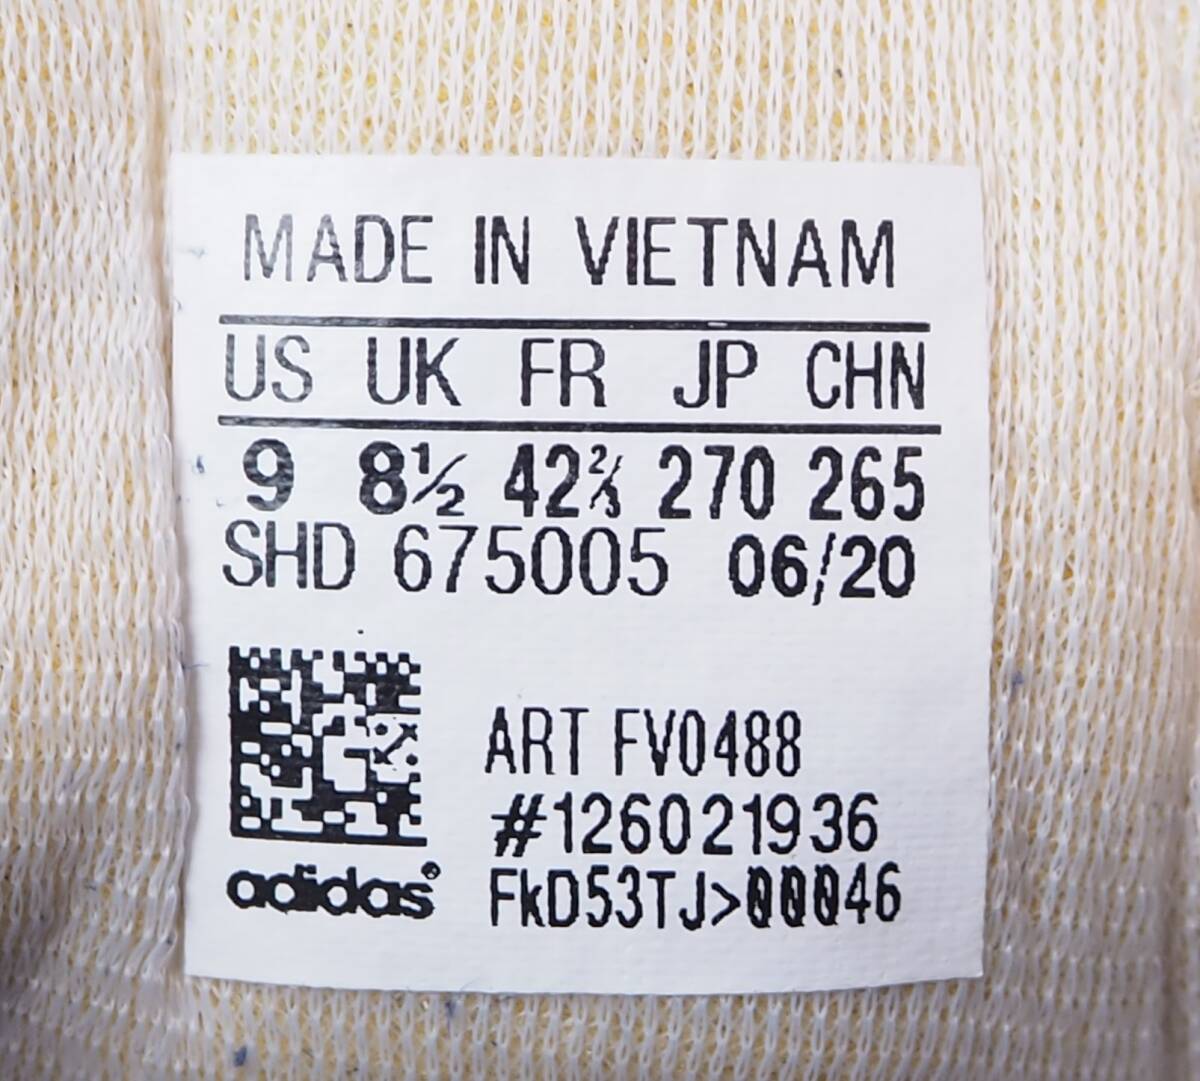 MADE IN VIETNAM
US UK FR JP CHN
9 8½ 42⅔ 270 265
SHD 675005 06/20
ART FV0488
#126021936
adidas® FkD53TJ>00046